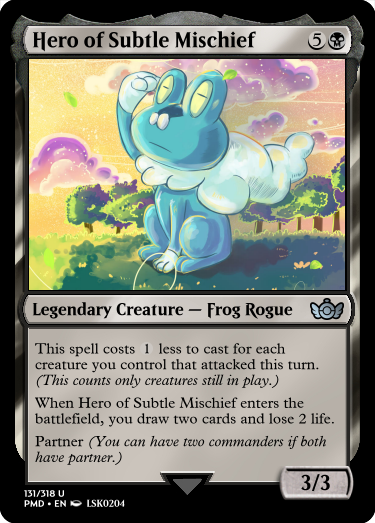 Hero of Subtle Mischief 5
Legendary Creature — Frog Rogue
This spell costs 1 less to cast for each
creature you control that attacked this turn.
(This counts only creatures still in play.)
When Hero of Subtle Mischief enters the
battlefield, you draw two cards and lose 2 life.
Partner (You can have two commanders if both
have partner.)
3/3
131/318 U
PMD • EN LSK0204